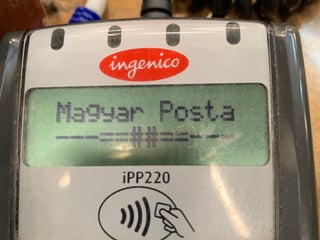 ingenico
Magyar Posta
---==##==---
iPP220